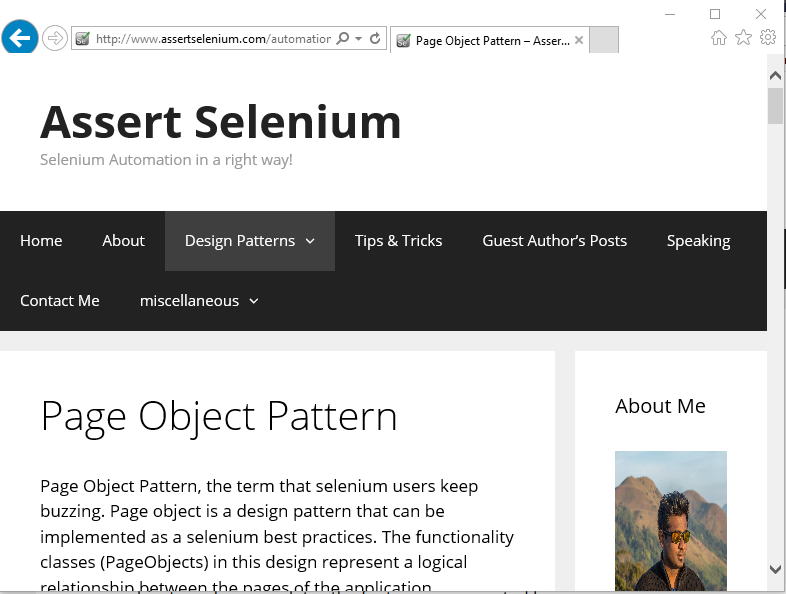 http://www.assertselenium.com/automation
Page Object Pattern – Asser...
Assert Selenium
Selenium Automation in a right way!
Home About Design Patterns Tips & Tricks Guest Author’s Posts Speaking
Contact Me miscellaneous
Page Object Pattern
Page Object Pattern, the term that selenium users keep
buzzing. Page object is a design pattern that can be
implemented as a selenium best practices. The functionality
classes (PageObjects) in this design represent a logical
relationship between the pages of the application.
About Me